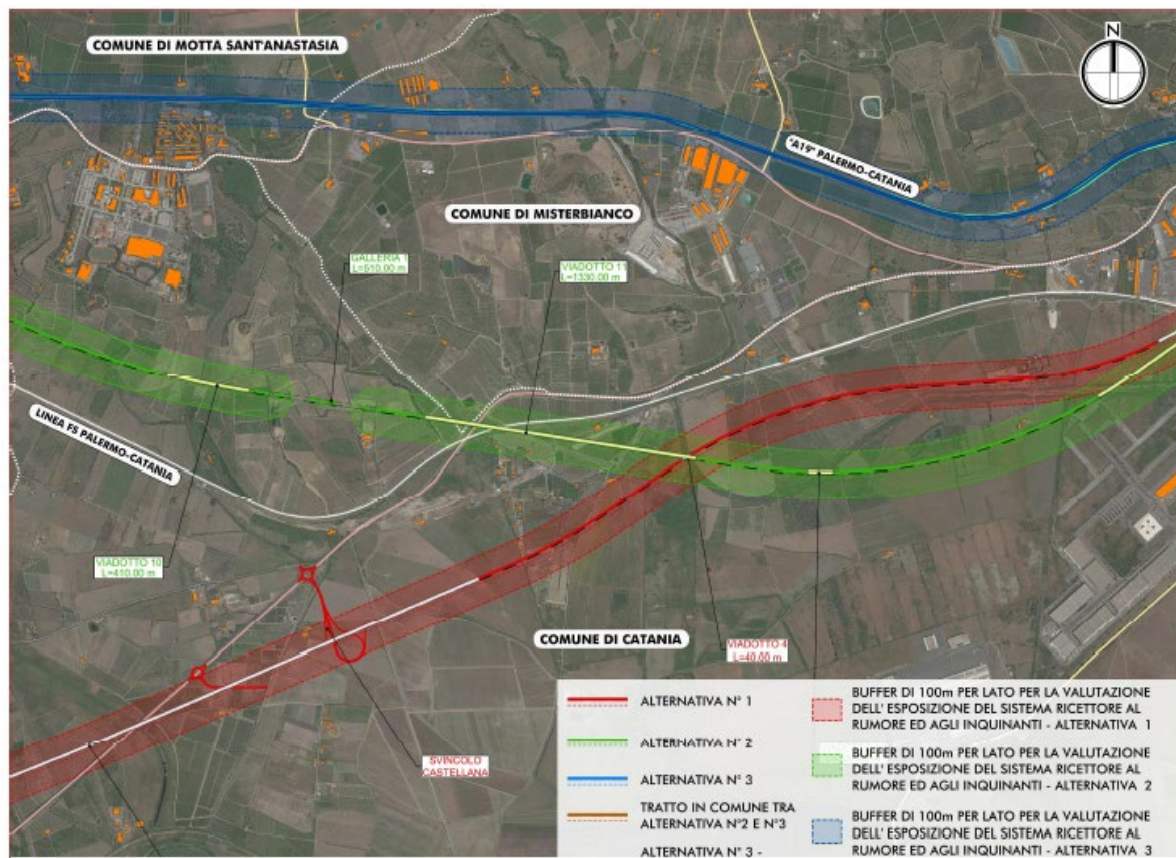 COMUNE DI MOTTA SANT'ANASTASIA
N
"A19" PALERMO-CATANIA
COMUNE DI MISTERBIANCO
GALLERIA 1
L=510.00 m
VIADOTTO 11
L=1330.00 m
LINEA FS PALERMO-CATANIA
VIADOTTO 10
L=410.00 m
COMUNE DI CATANIA
VIADOTTO 4
L=40.00 m
SVINCOLO
CASTELLANA
ALTERNATIVA N° 1
ALTERNATIVA N° 2
ALTERNATIVA N° 3
TRATTO IN COMUNE TRA
ALTERNATIVA N°2 E N°3
ALTERNATIVA N° 3 -
BUFFER DI 100m PER LATO PER LA VALUTAZIONE
DELL' ESPOSIZIONE DEL SISTEMA RICETTORE AL
RUMORE ED AGLI INQUINANTI - ALTERNATIVA 1
BUFFER DI 100m PER LATO PER LA VALUTAZIONE
DELL' ESPOSIZIONE DEL SISTEMA RICETTORE AL
RUMORE ED AGLI INQUINANTI - ALTERNATIVA 2
BUFFER DI 100m PER LATO PER LA VALUTAZIONE
DELL' ESPOSIZIONE DEL SISTEMA RICETTORE AL
RUMORE ED AGLI INQUINANTI - ALTERNATIVA 3